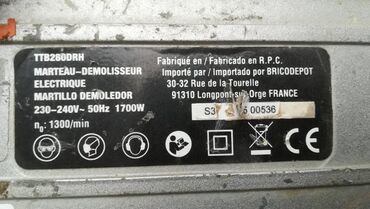 TTB280DRH
MARTEAU-DEMOLISSEUR
ELECTRIQUE
MARTILLO DEMOLEDOR
230-240V~ 50Hz 1700W
n₀: 1300/min
Fabriqué en / Fabricado en R.P.C.
Importé par / Importado por BRICODEPOT
30-32 Rue de la Tourelle
91310 Longpont-sur-Orge FRANCE
00536
CE